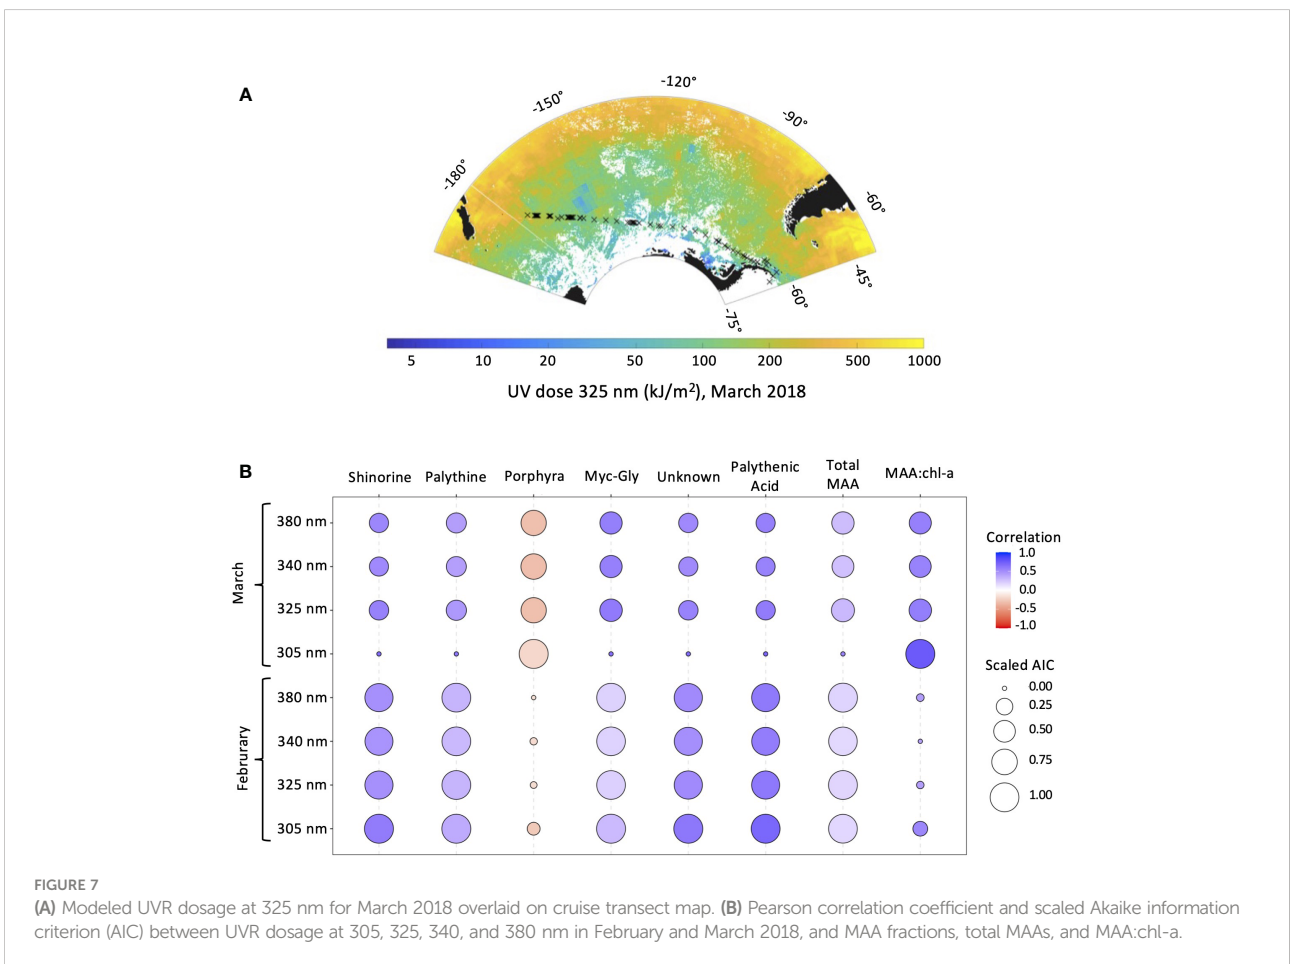 A
-120°
-150°
-90°
-180°
-60°
-45°
-60°
-75°
5 10 20 50 100 200 500 1000
UV dose 325 nm (kJ/m²), March 2018
B
Shinorine Palythine Porphyra Myc-Gly Unknown Palythenic Acid Total MAA MAA:chl-a
March
380 nm
340 nm
325 nm
305 nm
Februrary
380 nm
340 nm
325 nm
305 nm
Correlation
1.0
0.5
0.0
-0.5
-1.0
Scaled AIC
0.00
0.25
0.50
0.75
1.00
FIGURE 7
(A) Modeled UVR dosage at 325 nm for March 2018 overlaid on cruise transect map. (B) Pearson correlation coefficient and scaled Akaike information
criterion (AIC) between UVR dosage at 305, 325, 340, and 380 nm in February and March 2018, and MAA fractions, total MAAs, and MAA:chl-a.